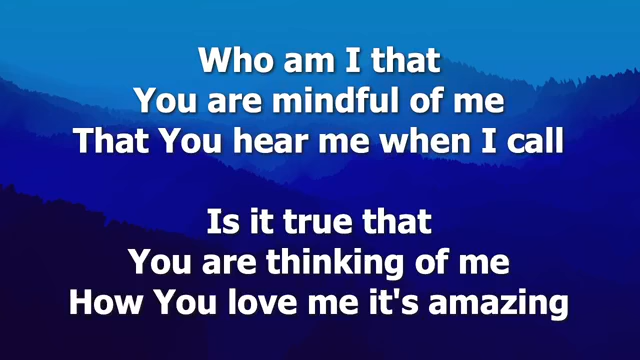 Who am I that
You are mindful of me
That You hear me when I call
Is it true that
You are thinking of me
How You love me it's amazing